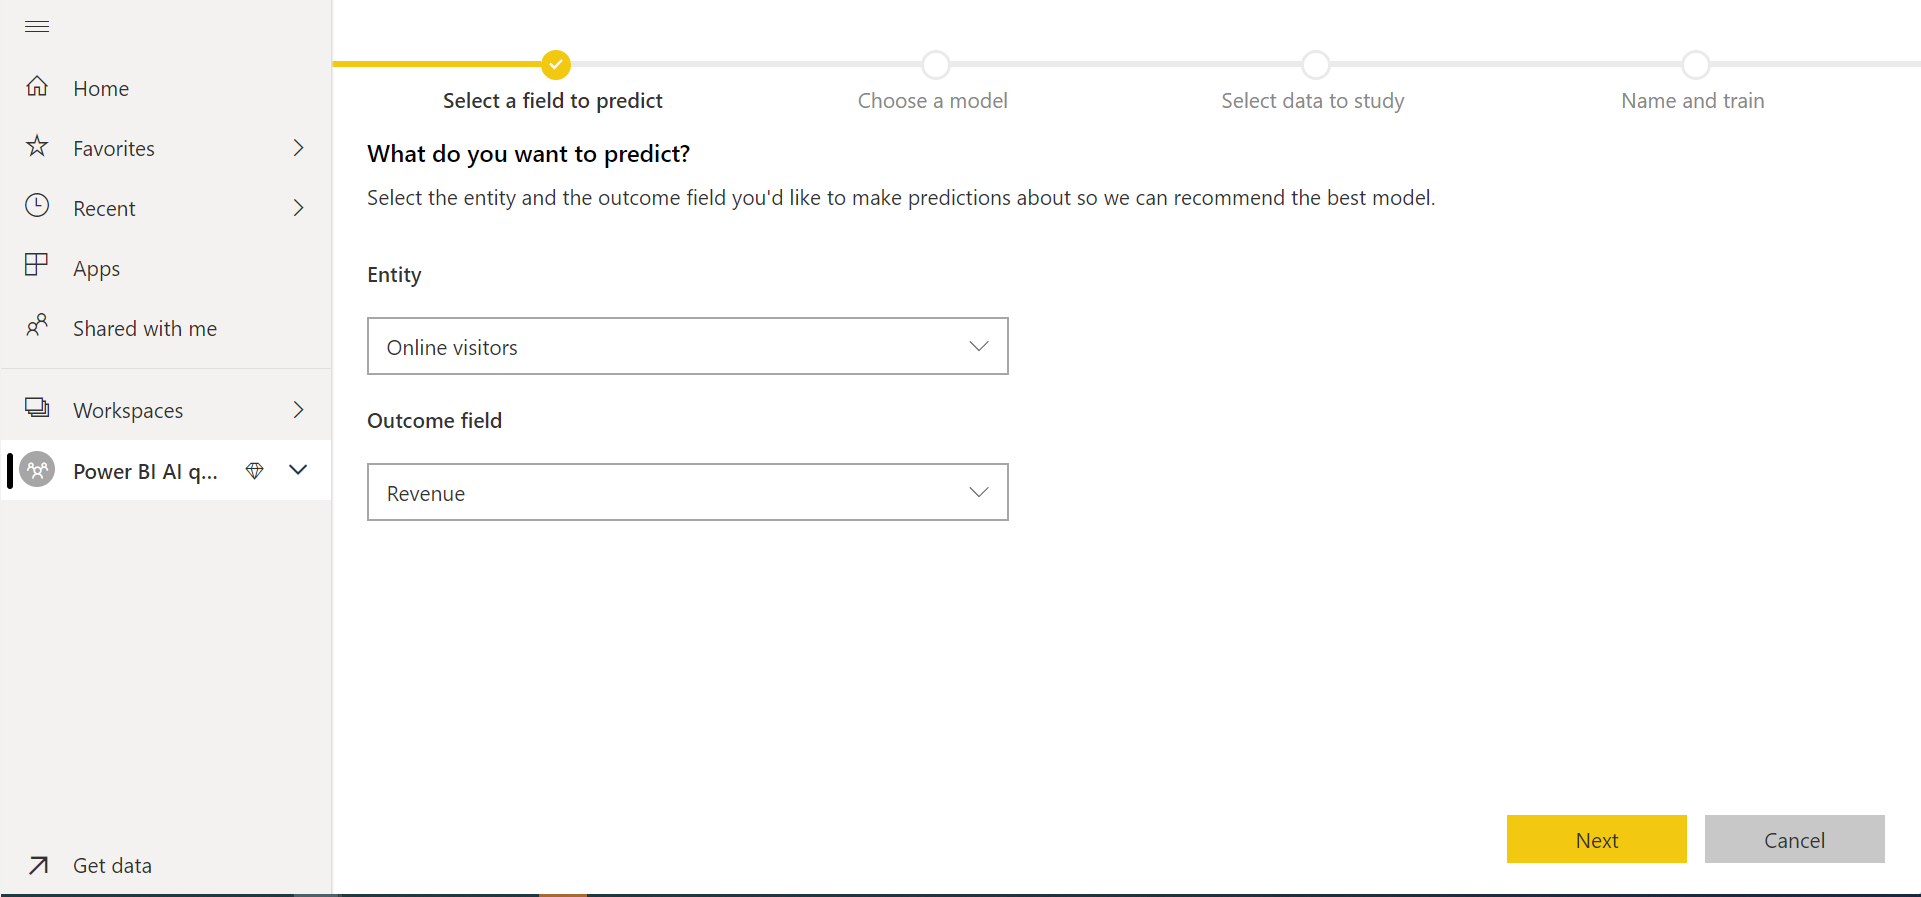 Home
Favorites
Recent
Apps
Shared with me
Workspaces
Power BI AI q...
Get data
Select a field to predict
Choose a model
Select data to study
Name and train
What do you want to predict?
Select the entity and the outcome field you'd like to make predictions about so we can recommend the best model.
Entity
Online visitors
Outcome field
Revenue
Next
Cancel